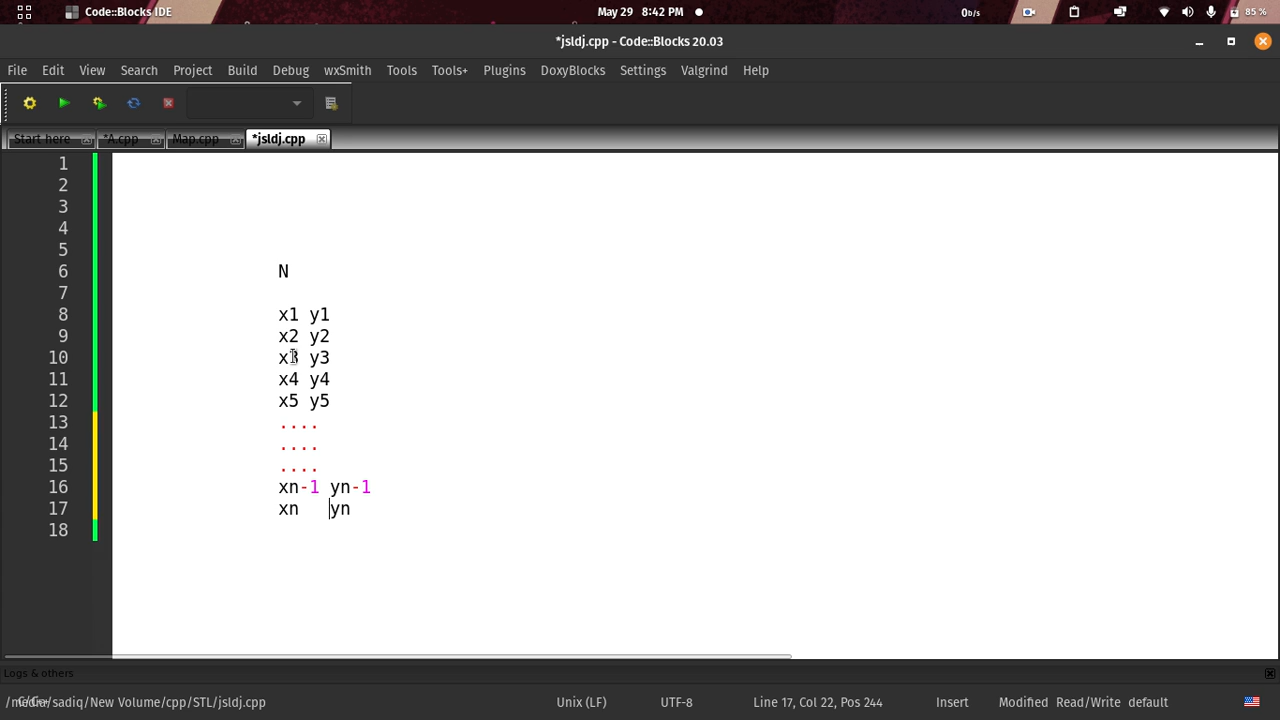 Code::Blocks IDE May 29 8:42 PM 0b/s 85 %
*jsldj.cpp - Code::Blocks 20.03
File Edit View Search Project Build Debug wxSmith Tools Tools+ Plugins DoxyBlocks Settings Valgrind Help
Start here *A.cpp Map.cpp *jsldj.cpp
1
2
3
4
5
6 N
7
8 x1 y1
9 x2 y2
10 x3 y3
11 x4 y4
12 x5 y5
13 ....
14 ....
15 ....
16 xn-1 yn-1
17 xn yn
18
Logs & others
/media/sadiq/New Volume/cpp/STL/jsldj.cpp Unix (LF) UTF-8 Line 17, Col 22, Pos 244 Insert Modified Read/Write default